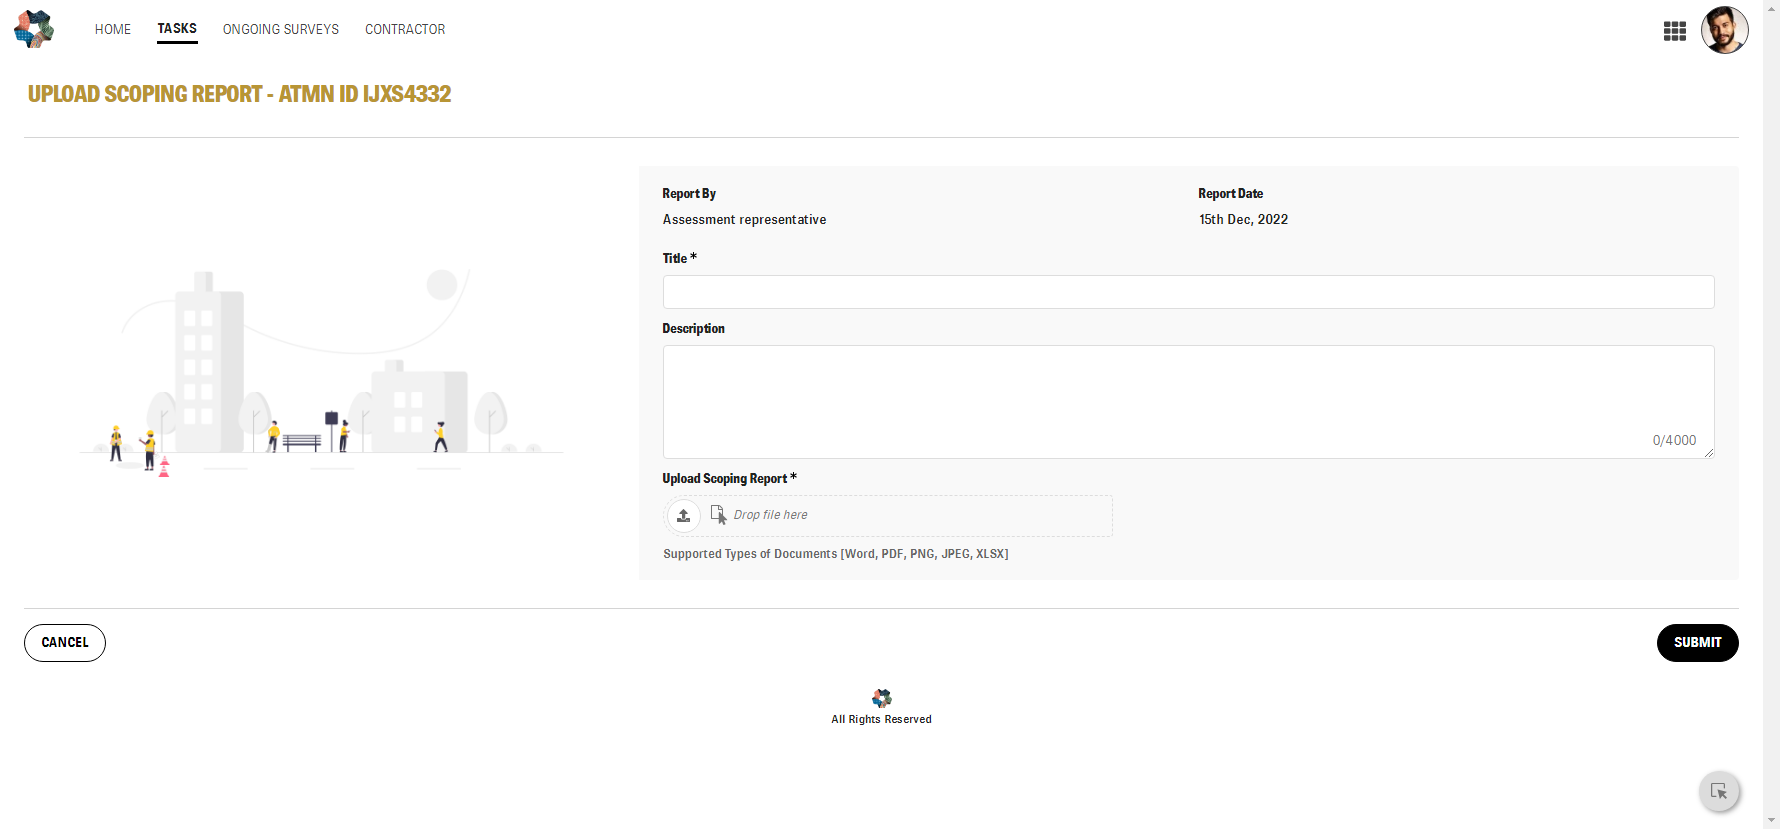 HOME TASKS ONGOING SURVEYS CONTRACTOR
UPLOAD SCOPING REPORT - ATMN ID IJXS4332
Report By Report Date
Assessment representative 15th Dec, 2022
Title *
Description
0/4000
Upload Scoping Report *
Drop file here
Supported Types of Documents [Word, PDF, PNG, JPEG, XLSX]
CANCEL SUBMIT
All Rights Reserved